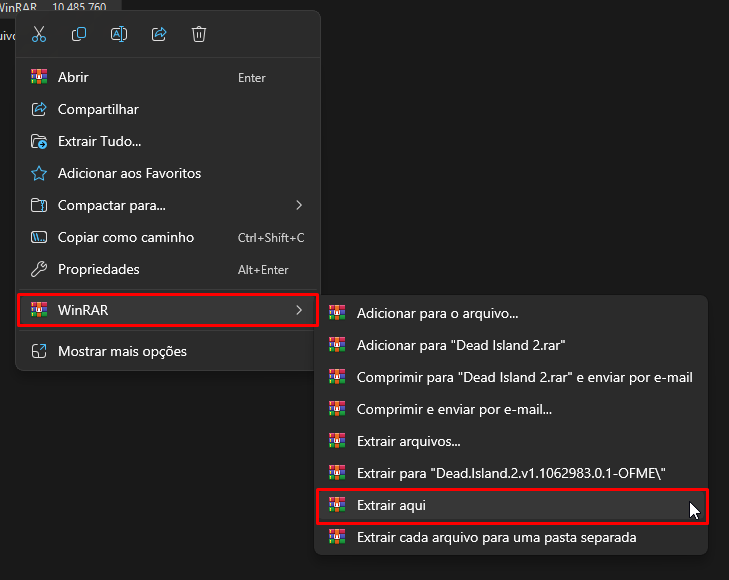 WinRAR 10.485.760
Abrir Enter
Compartilhar
Extrair Tudo...
Adicionar aos Favoritos
Compactar para...
Copiar como caminho Ctrl+Shift+C
Propriedades Alt+Enter
WinRAR
Mostrar mais opções
Adicionar para o arquivo...
Adicionar para "Dead Island 2.rar"
Comprimir para "Dead Island 2.rar" e enviar por e-mail
Comprimir e enviar por e-mail...
Extrair arquivos...
Extrair para "Dead.Island.2.v1.1062983.0.1-OFME\"
Extrair aqui
Extrair cada arquivo para uma pasta separada